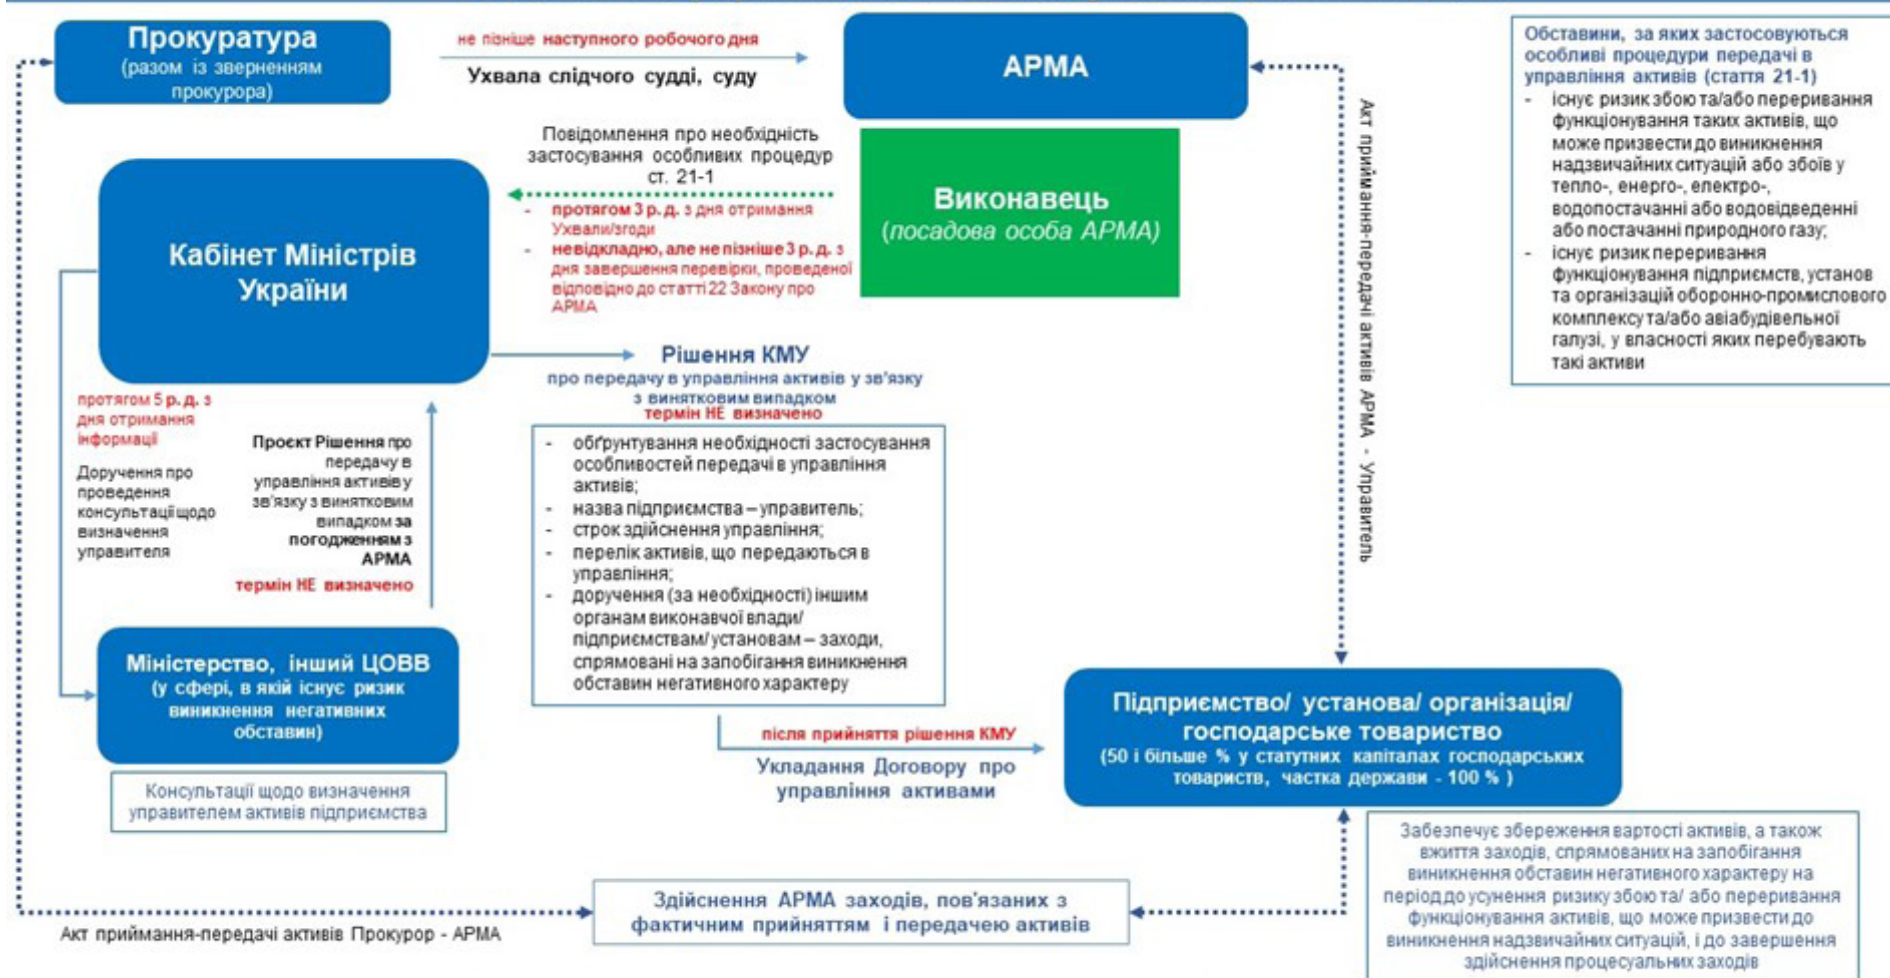 Прокуратура
(разом із зверненням
прокурора)
не пізніше наступного робочого дня
Ухвала слідчого судді, суду
АРМА
Обставини, за яких застосовуються
особливі процедури передачі в
управління активів (стаття 21-1)
- існує ризик збою та/або переривання
функціонування таких активів, що
може призвести до виникнення
надзвичайних ситуацій або збоїв у
тепло-, енерго-, електро-,
водопостачанні або водовідведенні
або постачанні природного газу;
- існує ризик переривання
функціонування підприємств, установ
та організацій оборонно-промислового
комплексу та/або авіабудівельної
галузі, у власності яких перебувають
такі активи
Повідомлення про необхідність
застосування особливих процедур
ст. 21-1
- протягом 3 р. д. з дня отримання
Ухвали/згоди
- невідкладно, але не пізніше 3 р. д. з
дня завершення перевірки, проведеної
відповідно до статті 22 Закону про
АРМА
Виконавець
(посадова особа АРМА)
Кабінет Міністрів
України
Акт приймання-передачі активів АРМА - Управитель
Рішення КМУ
про передачу в управління активів у зв'язку
з винятковим випадком
термін НЕ визначено
протягом 5 р. д. з
дня отримання
інформації
Доручення про
проведення
консультації щодо
визначення
управителя
Проєкт Рішення про
передачу в
управління активів у
зв'язку з винятковим
випадком за
погодженням з
АРМА
термін НЕ визначено
- обґрунтування необхідності застосування
особливостей передачі в управління
активів;
- назва підприємства – управитель;
- строк здійснення управління;
- перелік активів, що передаються в
управління;
- доручення (за необхідності) іншим
органам виконавчої влади/
підприємствам/установам – заходи,
спрямовані на запобігання виникнення
обставин негативного характеру
Міністерство, інший ЦОВВ
(у сфері, в якій існує ризик
виникнення негативних
обставин)
Консультації щодо визначення
управителем активів підприємства
після прийняття рішення КМУ
Укладання Договору про
управління активами
Підприємство/ установа/ організація/
господарське товариство
(50 і більше % у статутних капіталах господарських
товариств, частка держави - 100 % )
Забезпечує збереження вартості активів, а також
вжиття заходів, спрямованих на запобігання
виникнення обставин негативного характеру на
період до усунення ризику збою та/ або переривання
функціонування активів, що може призвести до
виникнення надзвичайних ситуацій, і до завершення
здійснення процесуальних заходів
Здійснення АРМА заходів, пов'язаних з
фактичним прийняттям і передачею активів
Акт приймання-передачі активів Прокурор - АРМА